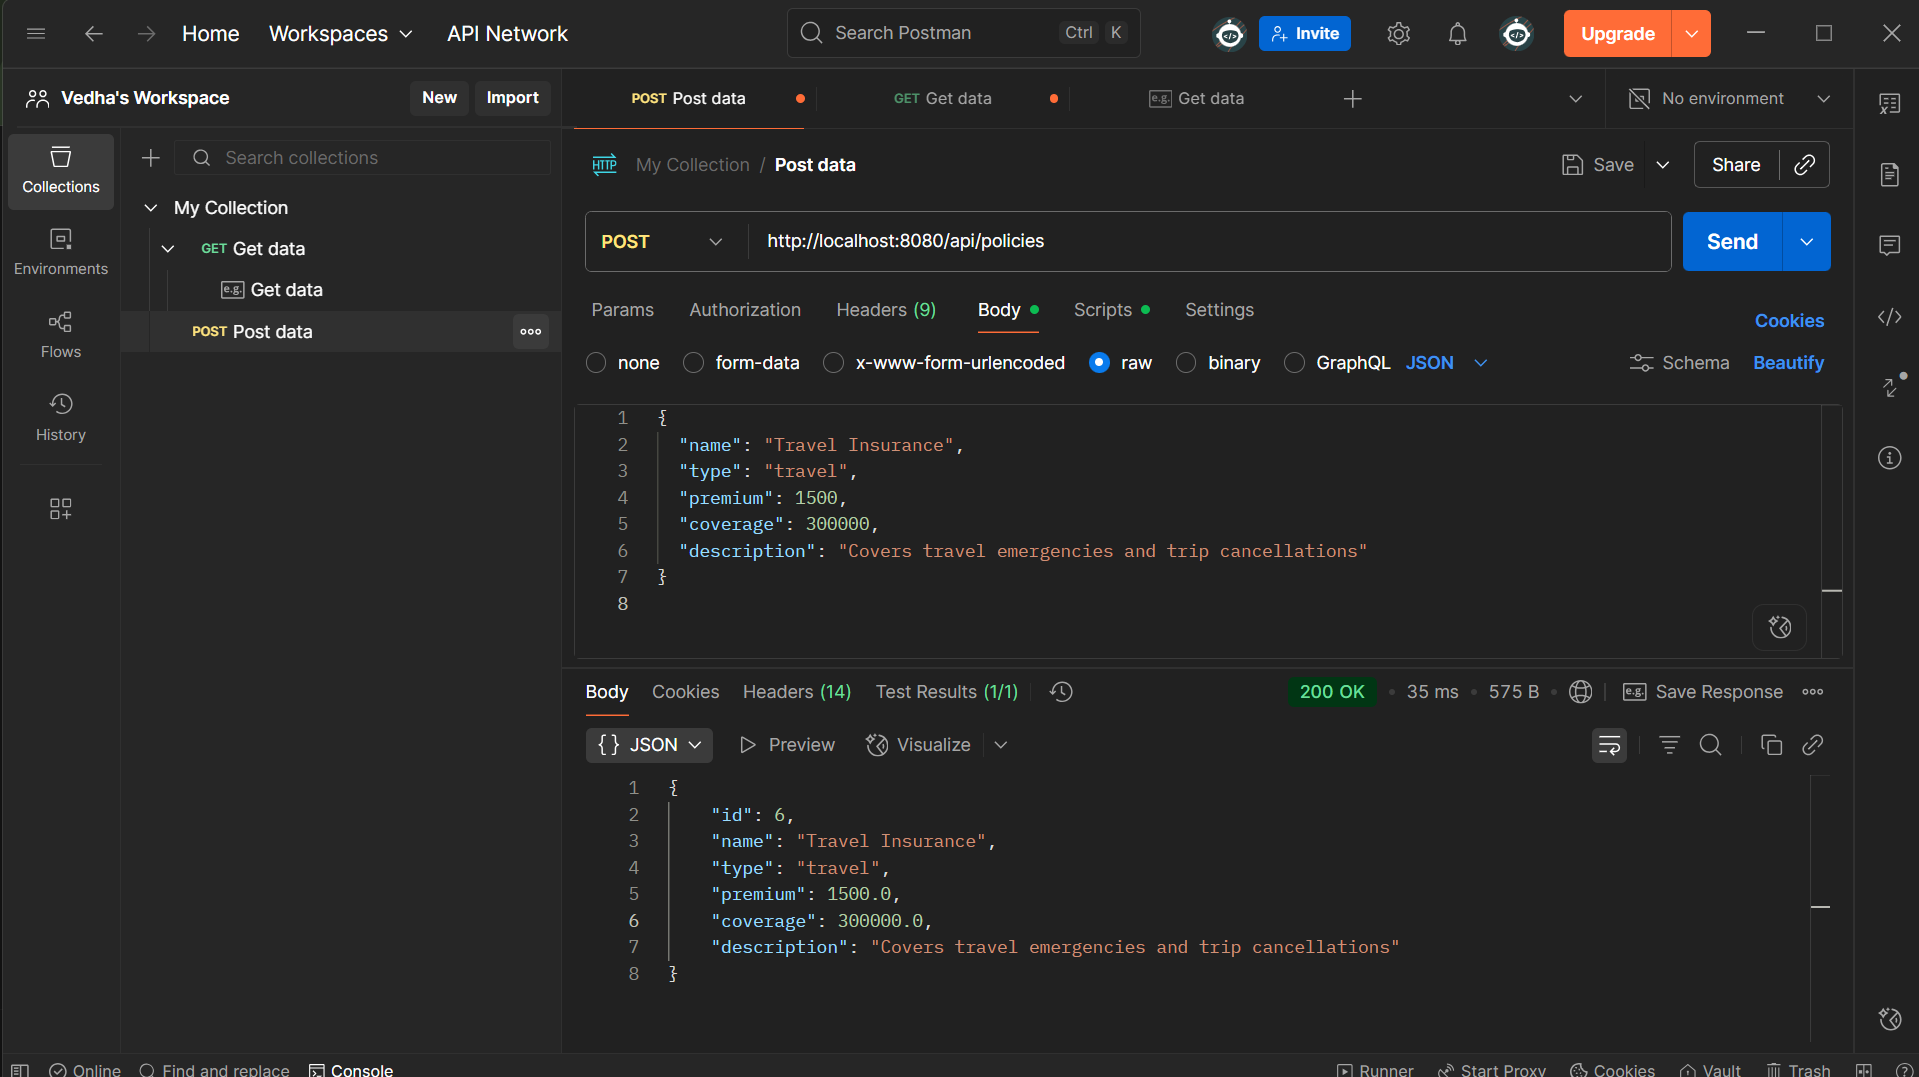 Home Workspaces API Network Search Postman Ctrl K Invite Upgrade
Vedha's Workspace New Import POST Post data GET Get data e.g. Get data No environment
Collections
Search collections
HTTP My Collection / Post data Save Share
My Collection
POST http://localhost:8080/api/policies Send
GET Get data
Environments
e.g. Get data
Params Authorization Headers (9) Body Scripts Settings Cookies
POST Post data
Flows
none form-data x-www-form-urlencoded raw binary GraphQL JSON Schema Beautify
History
1 {
2 "name": "Travel Insurance",
3 "type": "travel",
4 "premium": 1500,
5 "coverage": 300000,
6 "description": "Covers travel emergencies and trip cancellations"
7 }
8
Body Cookies Headers (14) Test Results (1/1) 200 OK 35 ms 575 B e.g. Save Response
{} JSON Preview Visualize
1 {
2 "id": 6,
3 "name": "Travel Insurance",
4 "type": "travel",
5 "premium": 1500.0,
6 "coverage": 300000.0,
7 "description": "Covers travel emergencies and trip cancellations"
8 }
Online Find and replace Console Runner Start Proxy Cookies Vault Trash